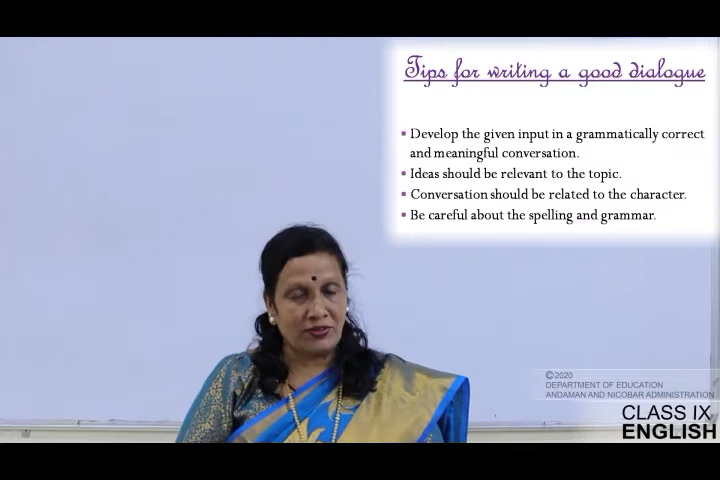 Tips for writing a good dialogue
• Develop the given input in a grammatically correct
and meaningful conversation.
• Ideas should be relevant to the topic.
• Conversation should be related to the character.
• Be careful about the spelling and grammar.
©2020
DEPARTMENT OF EDUCATION
ANDAMAN AND NICOBAR ADMINISTRATION
CLASS IX
ENGLISH